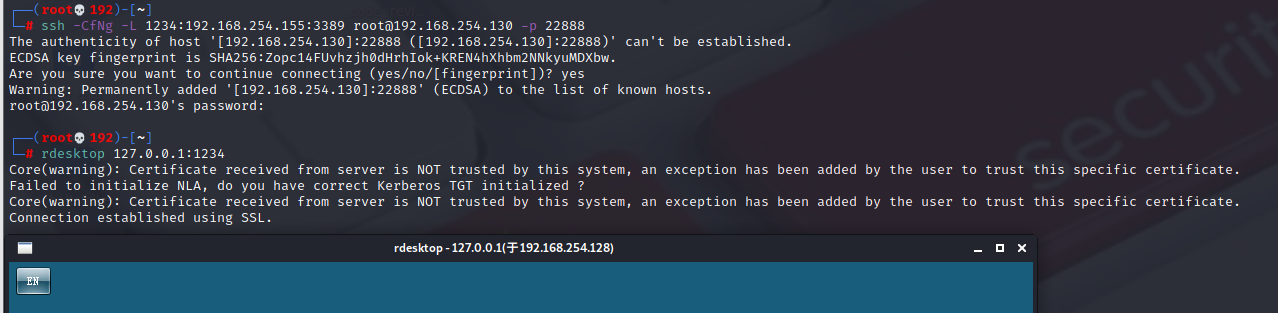 ┌──(root💀192)-[~]
└─# ssh -CfNg -L 1234:192.168.254.155:3389 root@192.168.254.130 -p 22888
The authenticity of host '[192.168.254.130]:22888 ([192.168.254.130]:22888)' can't be established.
ECDSA key fingerprint is SHA256:Zopc14FUvhzjh0dHrhIok+KREN4hXhbm2NNkyuMDXbw.
Are you sure you want to continue connecting (yes/no/[fingerprint])? yes
Warning: Permanently added '[192.168.254.130]:22888' (ECDSA) to the list of known hosts.
root@192.168.254.130's password:
┌──(root💀192)-[~]
└─# rdesktop 127.0.0.1:1234
Core(warning): Certificate received from server is NOT trusted by this system, an exception has been added by the user to trust this specific certificate.
Failed to initialize NLA, do you have correct Kerberos TGT initialized ?
Core(warning): Certificate received from server is NOT trusted by this system, an exception has been added by the user to trust this specific certificate.
Connection established using SSL.
rdesktop - 127.0.0.1(于192.168.254.128)
EN
securit